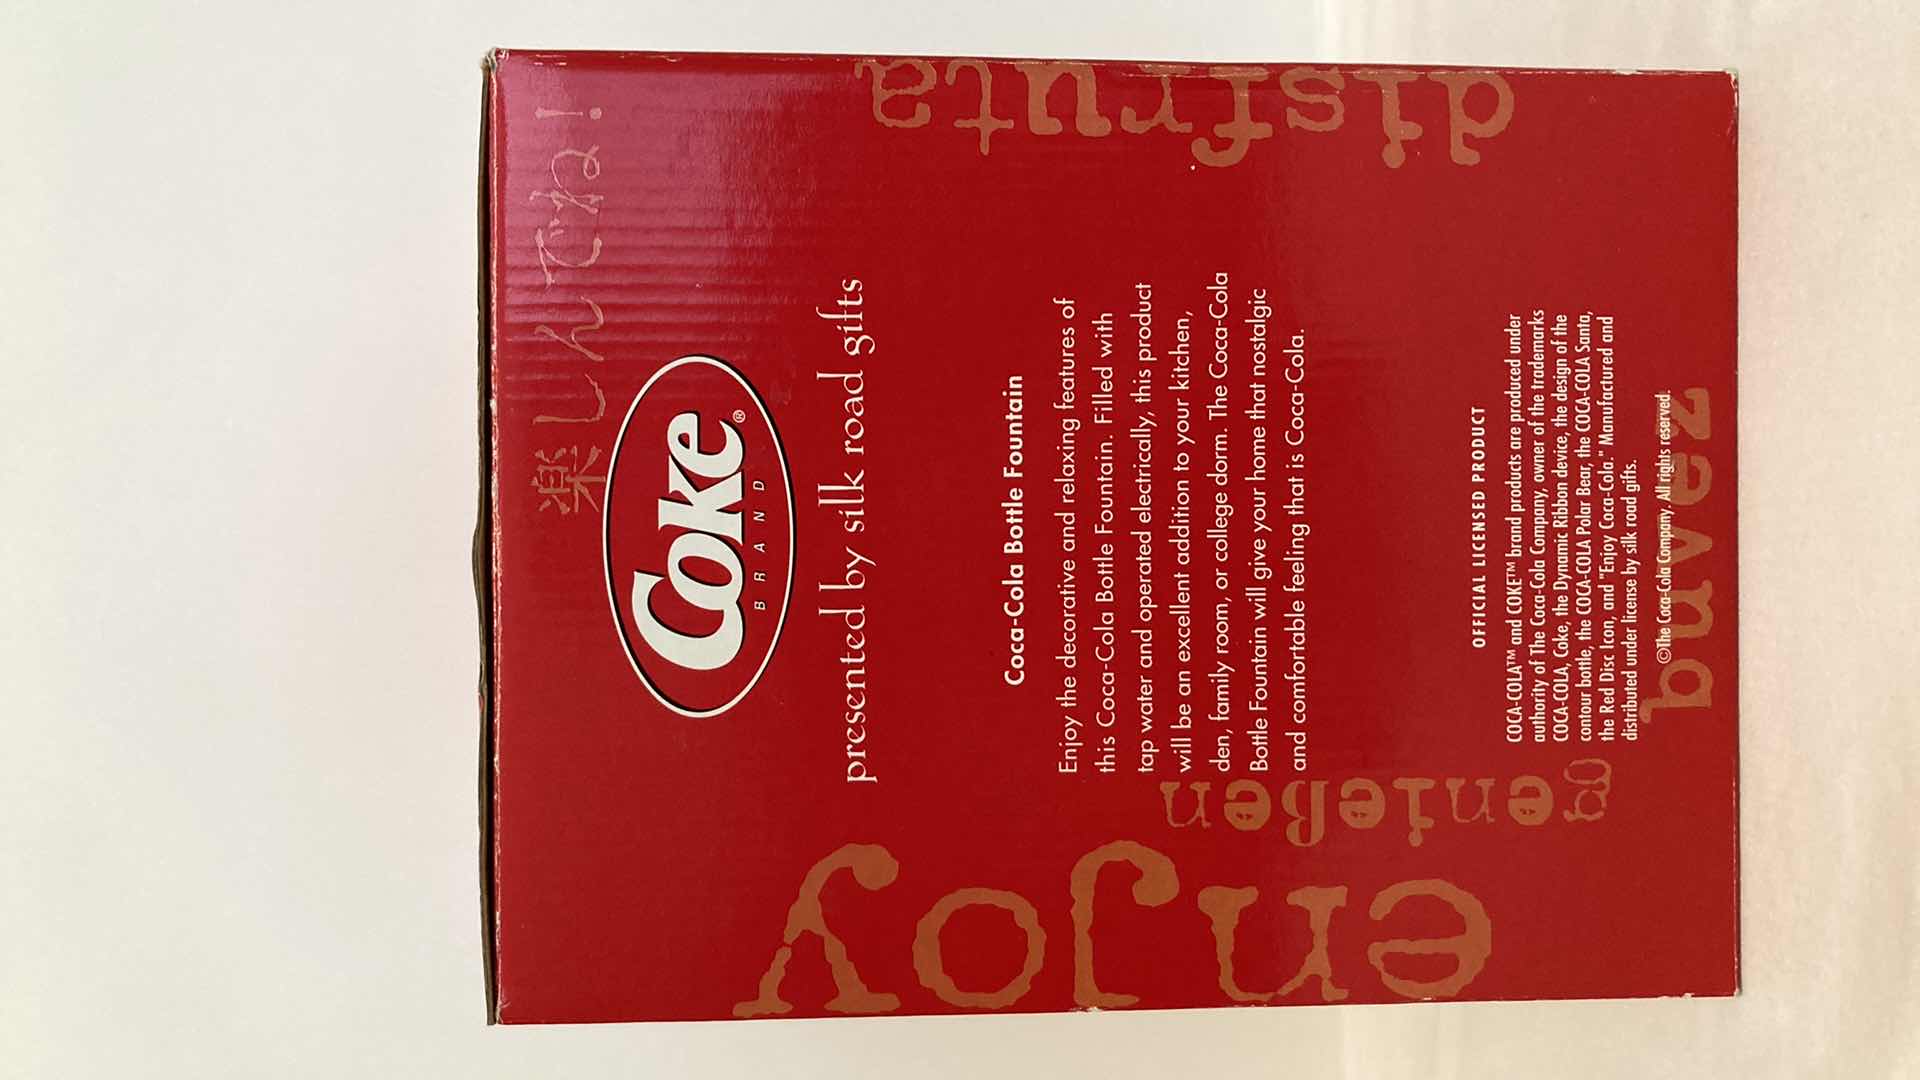 楽しんでね!
Coke®
BRAND
presented by silk road gifts
Coca-Cola Bottle Fountain
Enjoy the decorative and relaxing features of
this Coca-Cola Bottle Fountain. Filled with
tap water and operated electrically, this product
will be an excellent addition to your kitchen,
den, family room, or college dorm. The Coca-Cola
Bottle Fountain will give your home that nostalgic
and comfortable feeling that is Coca-Cola.
OFFICIAL LICENSED PRODUCT
COCA-COLA™ and COKE™ brand products are produced under
authority of The Coca-Cola Company, owner of the trademarks
COCA-COLA, Coke, the Dynamic Ribbon device, the design of the
contour bottle, the COCA-COLA Polar Bear, the COCA-COLA Santa,
the Red Disc Icon, and "Enjoy Coca-Cola." Manufactured and
distributed under license by silk road gifts.
©The Coca-Cola Company. All rights reserved.
enjoy
genießen
disfruta